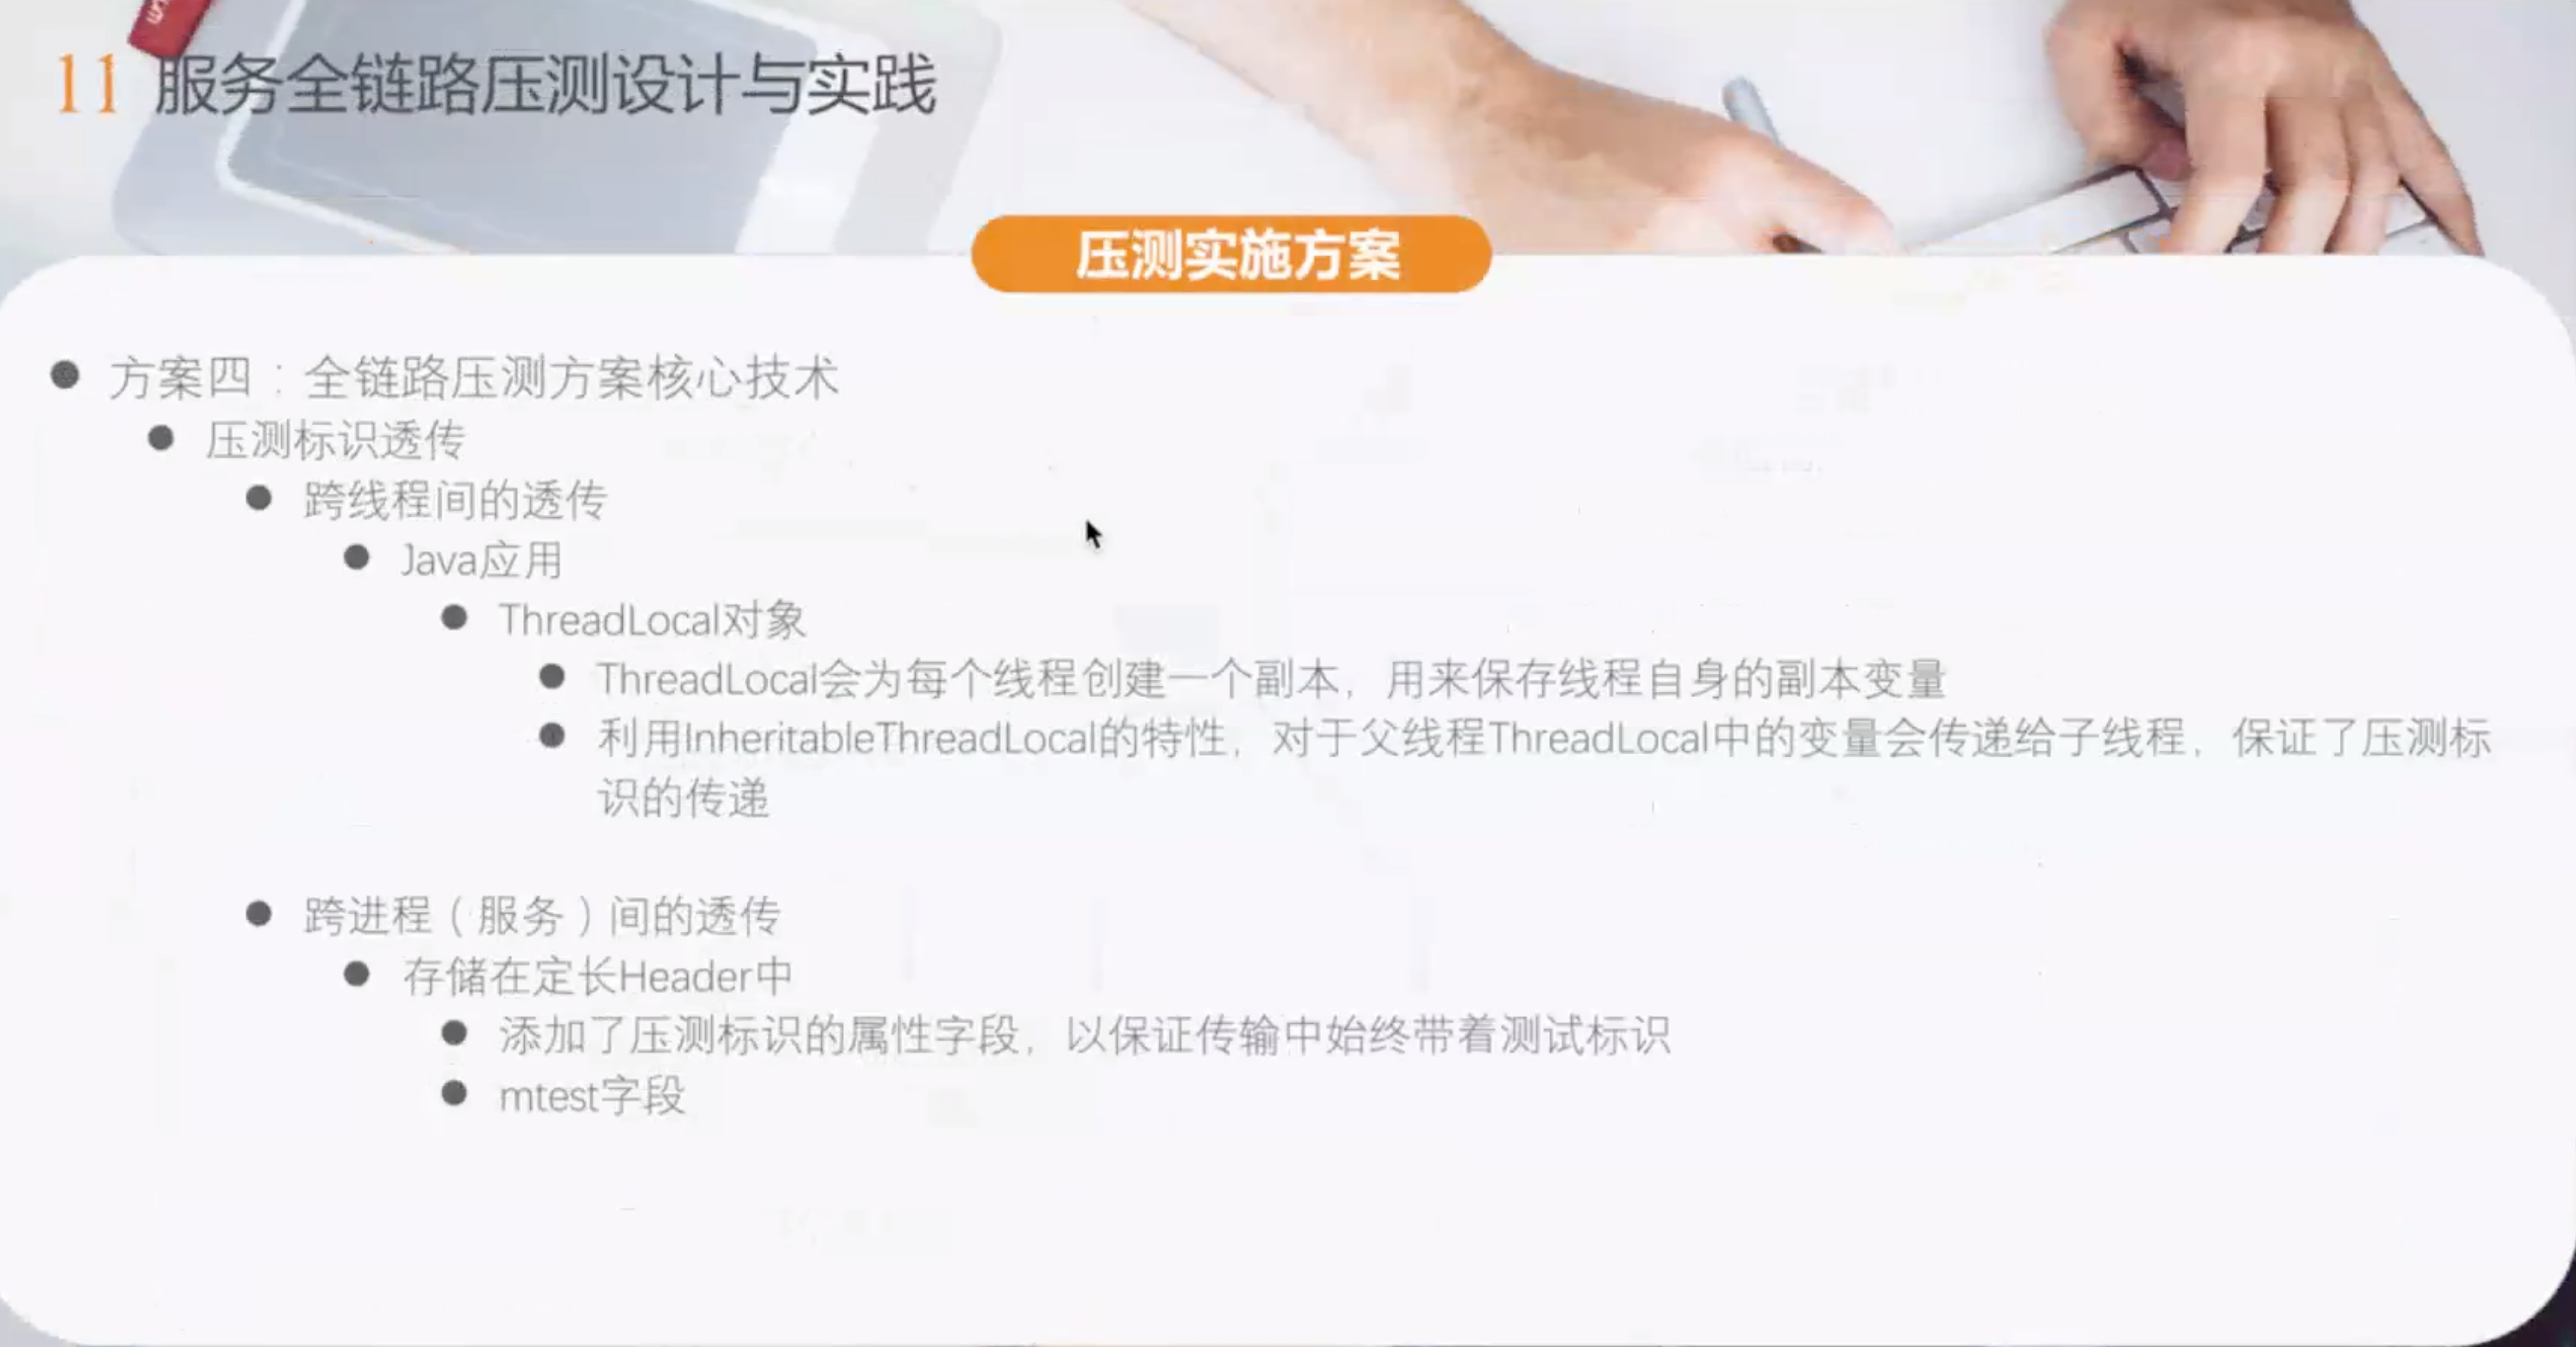 11 服务全链路压测设计与实践
压测实施方案
方案四：全链路压测方案核心技术
压测标识透传
跨线程间的透传
Java应用
ThreadLocal对象
ThreadLocal会为每个线程创建一个副本，用来保存线程自身的副本变量
利用InheritableThreadLocal的特性，对于父线程ThreadLocal中的变量会传递给子线程，保证了压测标
识的传递
跨进程（服务）间的透传
存储在定长Header中
添加了压测标识的属性字段，以保证传输中始终带着测试标识
mtest字段